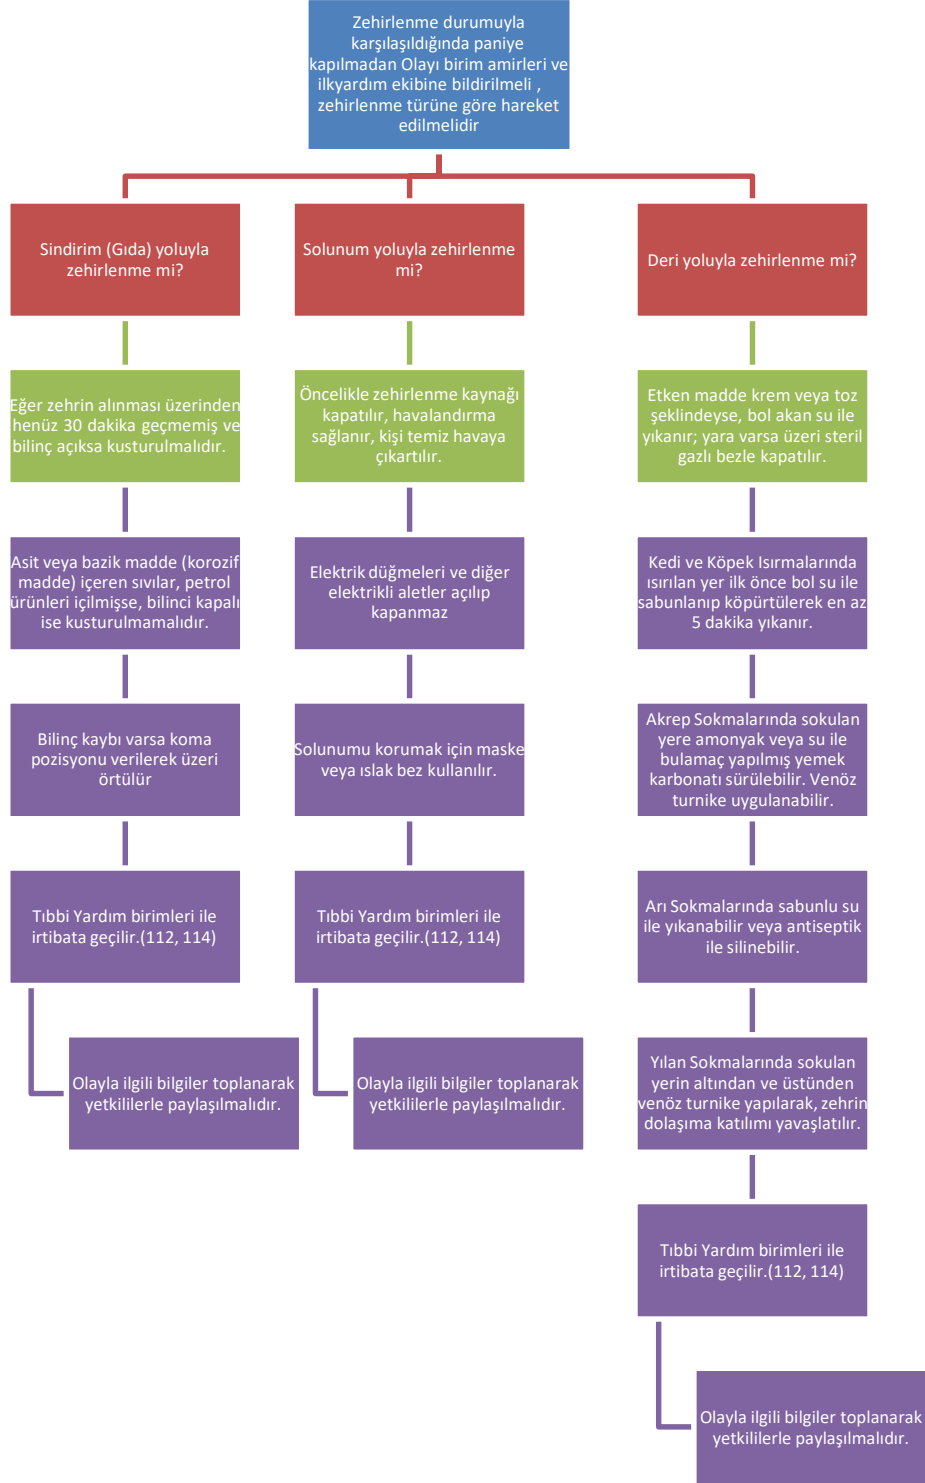 Zehirlenme durumuyla
karşılaşıldığında paniye
kapılmadan Olayı birim amirleri ve
ilkyardım ekibine bildirilmeli ,
zehirlenme türüne göre hareket
edilmelidir
Sindirim (Gıda) yoluyla
zehirlenme mi?
Eğer zehrin alınması üzerinden
henüz 30 dakika geçmemiş ve
bilinç açıksa kusturulmalıdır.
Asit veya bazik madde (korozif
madde) içeren sıvılar, petrol
ürünleri içilmişse, bilinci kapalı
ise kusturulmamalıdır.
Bilinç kaybı varsa koma
pozisyonu verilerek üzeri
örtülür
Tıbbi Yardım birimleri ile
irtibata geçilir.(112, 114)
Olayla ilgili bilgiler toplanarak
yetkililerle paylaşılmalıdır.
Solunum yoluyla zehirlenme
mi?
Öncelikle zehirlenme kaynağı
kapatılır, havalandırma
sağlanır, kişi temiz havaya
çıkartılır.
Elektrik düğmeleri ve diğer
elektrikli aletler açılıp
kapanmaz
Solunumu korumak için maske
veya ıslak bez kullanılır.
Tıbbi Yardım birimleri ile
irtibata geçilir.(112, 114)
Olayla ilgili bilgiler toplanarak
yetkililerle paylaşılmalıdır.
Deri yoluyla zehirlenme mi?
Etken madde krem veya toz
şeklindeyse, bol akan su ile
yıkanır; yara varsa üzeri steril
gazlı bezle kapatılır.
Kedi ve Köpek Isırmalarında
ısırılan yer ilk önce bol su ile
sabunlanıp köpürtülerek en az
5 dakika yıkanır.
Akrep Sokmalarında sokulan
yere amonyak veya su ile
bulamaç yapılmış yemek
karbonatı sürülebilir. Venöz
turnike uygulanabilir.
Arı Sokmalarında sabunlu su
ile yıkanabilir veya antiseptik
ile silinebilir.
Yılan Sokmalarında sokulan
yerin altından ve üstünden
venöz turnike yapılarak, zehrin
dolaşıma katılımı yavaşlatılır.
Tıbbi Yardım birimleri ile
irtibata geçilir.(112, 114)
Olayla ilgili bilgiler toplanarak
yetkililerle paylaşılmalıdır.